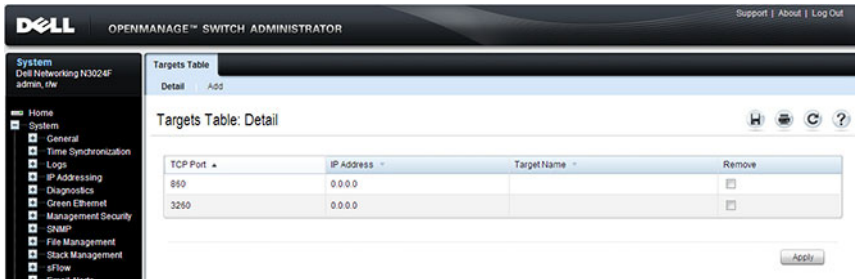 DELL
OPENMANAGE™ SWITCH ADMINISTRATOR
Support | About | Log Out
System
Dell Networking N3024F
admin, r/w
Home
System
General
Time Synchronization
Logs
IP Addressing
Diagnostics
Green Ethernet
Management Security
SNMP
File Management
Stack Management
sFlow
Targets Table
Detail Add
Targets Table: Detail
TCP Port IP Address Target Name Remove
860 0.0.0.0
3260 0.0.0.0
Apply